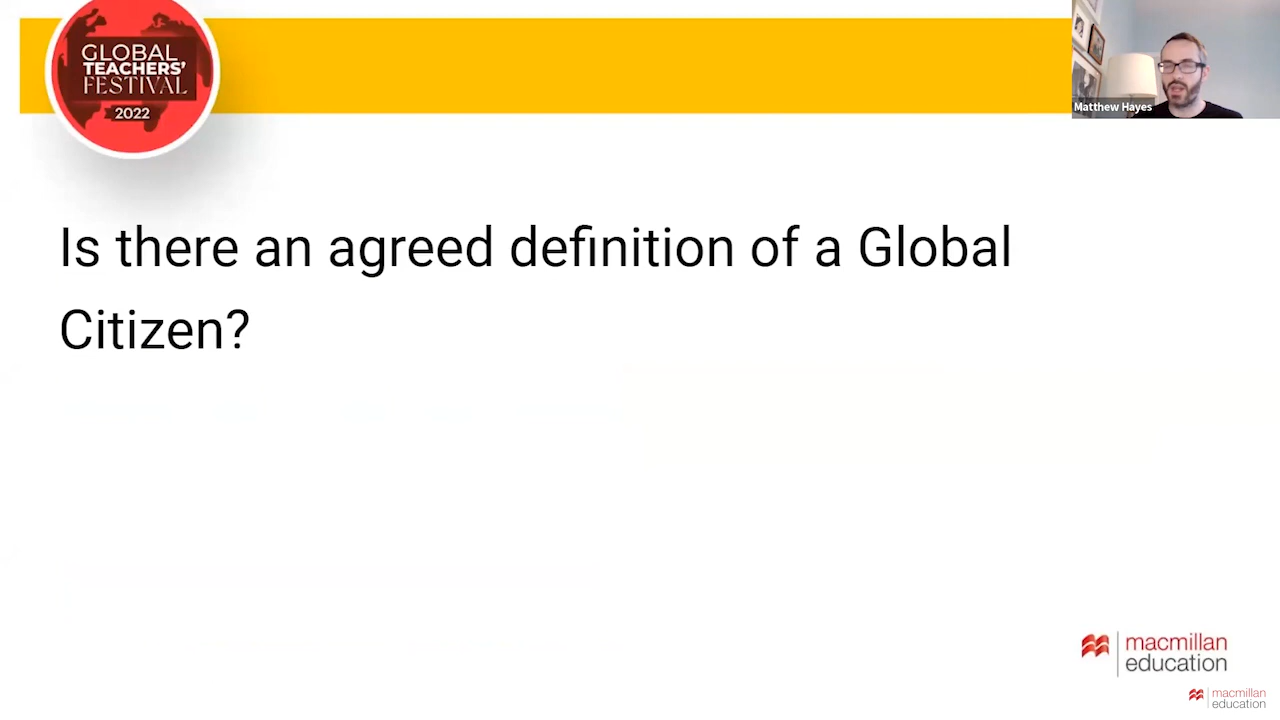 GLOBAL
TEACHERS'
FESTIVAL
2022
Matthew Hayes
Is there an agreed definition of a Global
Citizen?
macmillan
education
macmillan
education